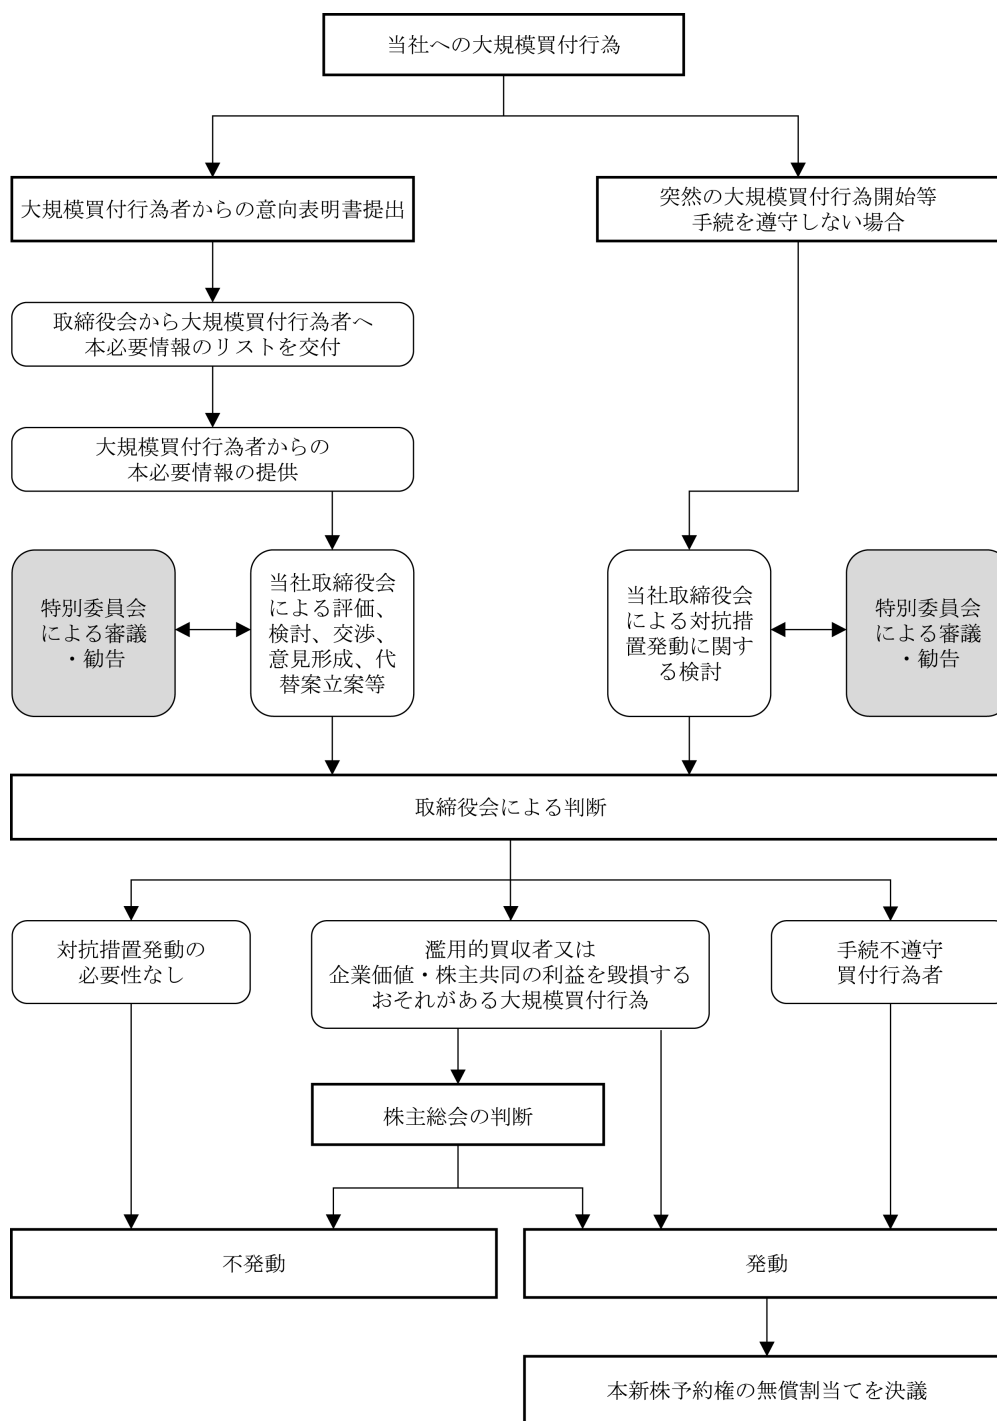 当社への大規模買付行為
大規模買付行為者からの意向表明書提出
突然の大規模買付行為開始等
手続を遵守しない場合
取締役会から大規模買付行為者へ
本必要情報のリストを交付
大規模買付行為者からの
本必要情報の提供
特別委員会
による審議
・勧告
当社取締役会
による評価、
検討、交渉、
意見形成、代
替案立案等
当社取締役会
による対抗措
置発動に関す
る検討
特別委員会
による審議
・勧告
取締役会による判断
対抗措置発動の
必要性なし
濫用的買収者又は
企業価値・株主共同の利益を毀損する
おそれがある大規模買付行為
手続不遵守
買付行為者
株主総会の判断
不発動
発動
本新株予約権の無償割当てを決議